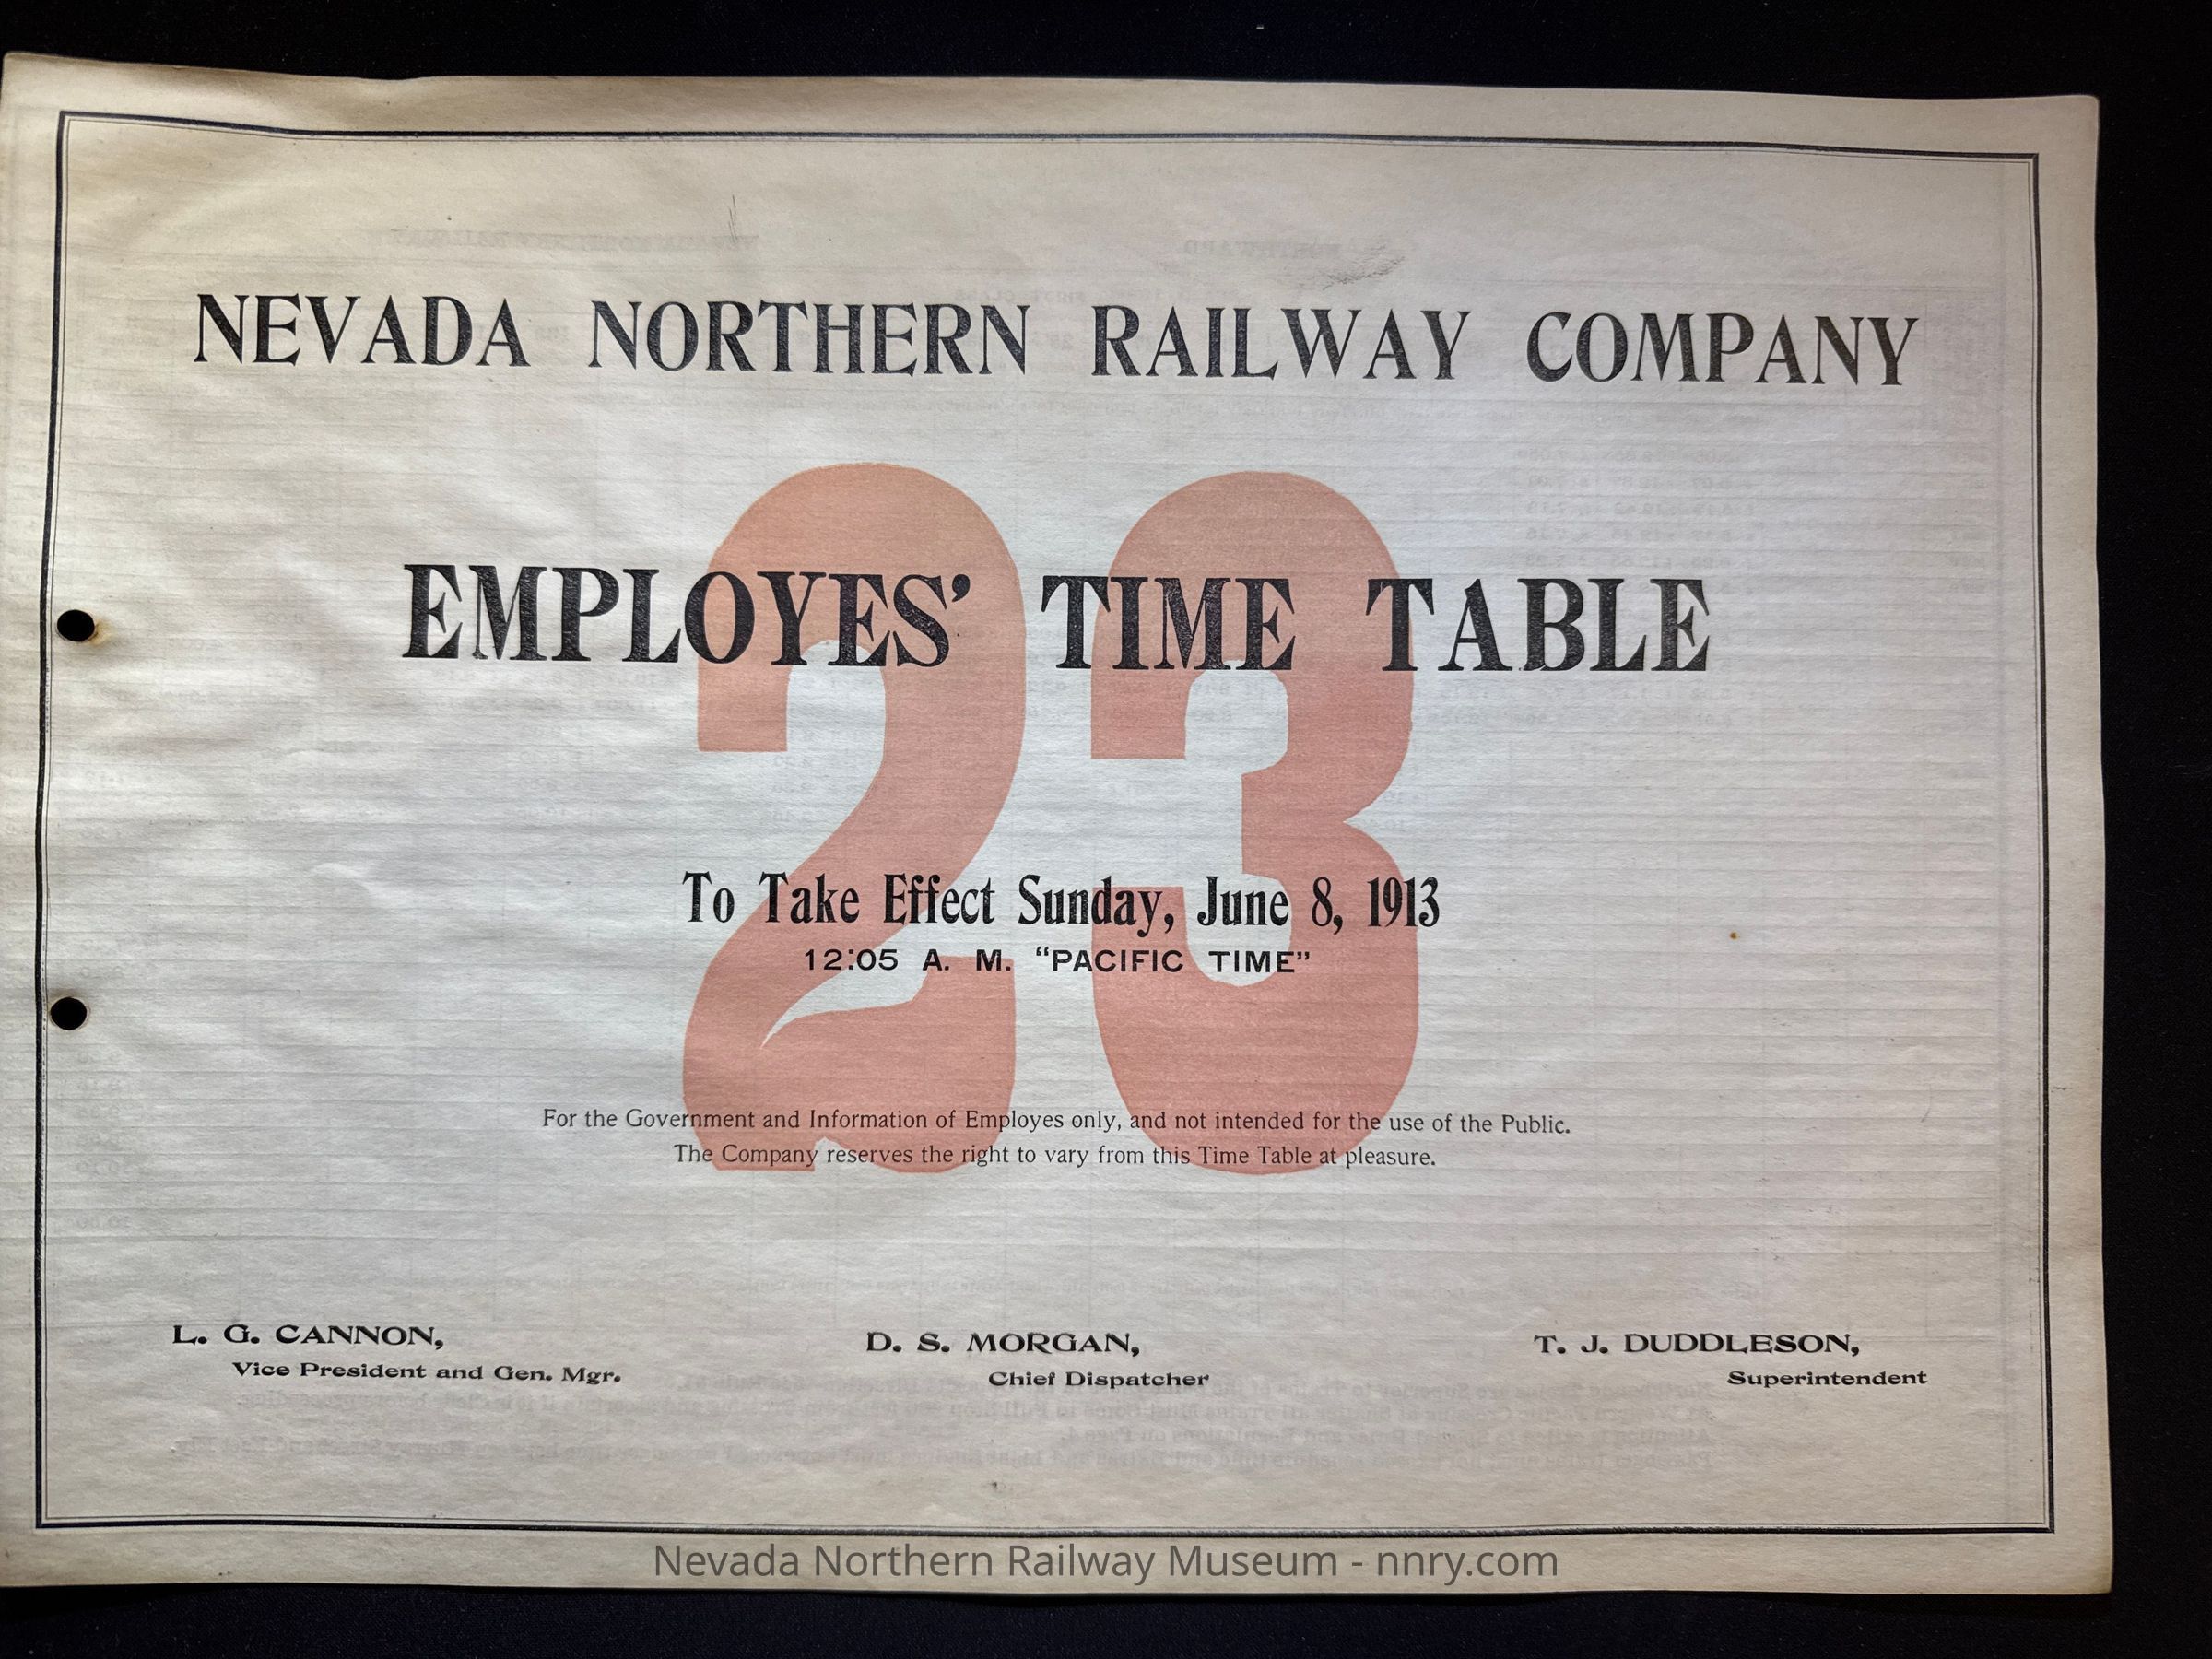 NEVADA NORTHERN RAILWAY COMPANY
23
EMPLOYES' TIME TABLE
To Take Effect Sunday, June 8, 1913
12:05 A. M. "PACIFIC TIME"
For the Government and Information of Employes only, and not intended for the use of the Public.
The Company reserves the right to vary from this Time Table at pleasure.
L. G. CANNON,
Vice President and Gen. Mgr.
D. S. MORGAN,
Chief Dispatcher
T. J. DUDDLESON,
Superintendent
Nevada Northern Railway Museum - nnry.com